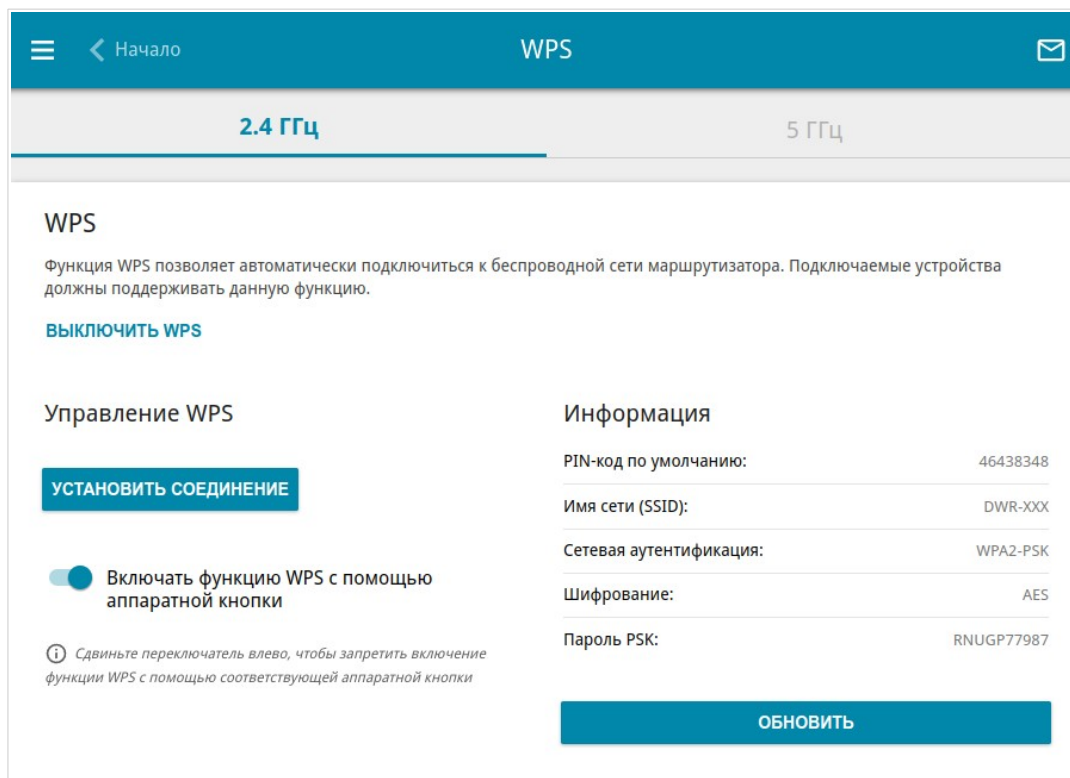 Начало
WPS
2.4 ГГц
5 ГГц
WPS
Функция WPS позволяет автоматически подключиться к беспроводной сети маршрутизатора. Подключаемые устройства
должны поддерживать данную функцию.
ВЫКЛЮЧИТЬ WPS
Управление WPS
УСТАНОВИТЬ СОЕДИНЕНИЕ
Включать функцию WPS с помощью
аппаратной кнопки
Сдвиньте переключатель влево, чтобы запретить включение
функции WPS с помощью соответствующей аппаратной кнопки
Информация
PIN-код по умолчанию: 46438348
Имя сети (SSID): DWR-XXX
Сетевая аутентификация: WPA2-PSK
Шифрование: AES
Пароль PSK: RNUGP77987
ОБНОВИТЬ